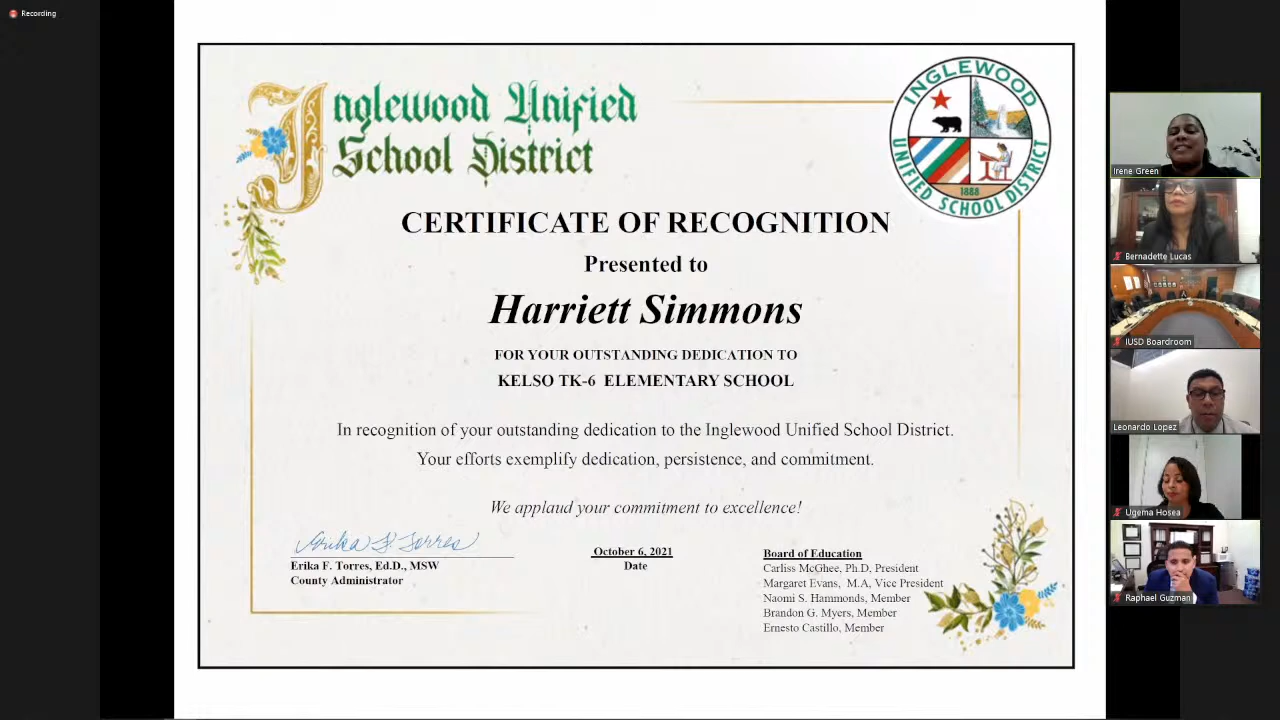 Recording
Inglewood Unified
School District
INGLEWOOD
UNIFIED SCHOOL DISTRICT
1888
CERTIFICATE OF RECOGNITION
Presented to
Harriett Simmons
FOR YOUR OUTSTANDING DEDICATION TO
KELSO TK-6 ELEMENTARY SCHOOL
In recognition of your outstanding dedication to the Inglewood Unified School District.
Your efforts exemplify dedication, persistence, and commitment.
We applaud your commitment to excellence!
Erika F Torres
Erika F. Torres, Ed.D., MSW
County Administrator
October 6, 2021
Date
Board of Education
Carliss McGhee, Ph.D. President
Margaret Evans, M.A, Vice President
Naomi S. Hammonds, Member
Brandon G. Myers, Member
Ernesto Castillo, Member
Irene Green
Bernadette Lucas
IUSD Boardroom
Leonardo Lopez
Ugema Hosea
Raphael Guzman